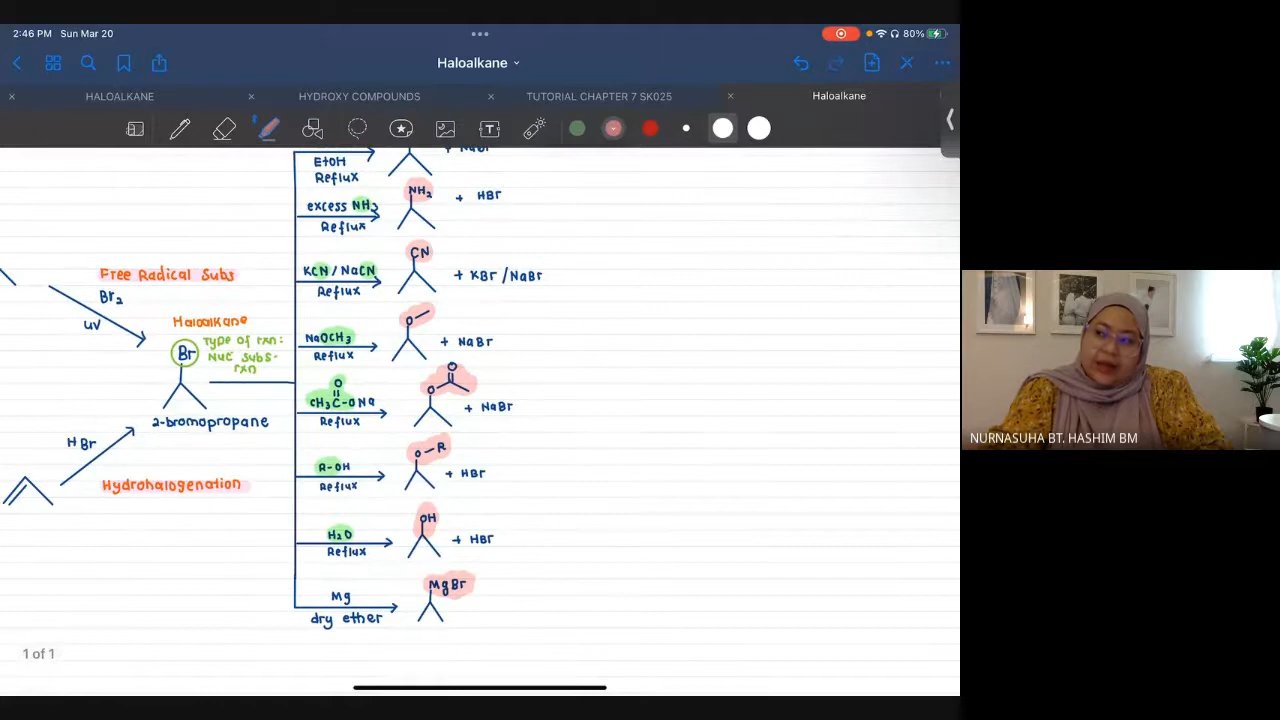 2:46 PM Sun Mar 20
80%
Haloalkane
HALOALKANE
HYDROXY COMPOUNDS
TUTORIAL CHAPTER 7 SK025
Haloalkane
EtOH
Reflux
+ NaBr
excess NH3
Reflux
NH2
+ HBr
KCN / NaCN
Reflux
CN
+ KBr / NaBr
Free Radical Subs
Br2
uv
Haloalkane
Br
Type of rxn:
Nuc subs-
rxn
2-bromopropane
HBr
Hydrohalogenation
NaOCH3
Reflux
O
+ NaBr
O
CH3C-ONa
Reflux
O
O
+ NaBr
R-OH
Reflux
O-R
+ HBr
H2O
Reflux
OH
+ HBr
Mg
dry ether
MgBr
1 of 1
NURNASUHA BT. HASHIM BM